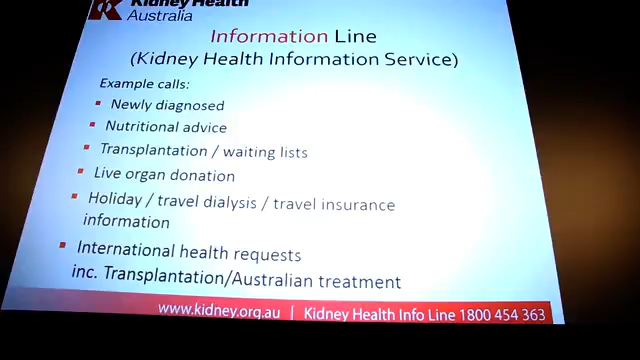 Kidney Health
Australia
Information Line
(Kidney Health Information Service)
Example calls:
▪ Newly diagnosed
▪ Nutritional advice
▪ Transplantation / waiting lists
▪ Live organ donation
▪ Holiday / travel dialysis / travel insurance
information
▪ International health requests
inc. Transplantation/Australian treatment
www.kidney.org.au | Kidney Health Info Line 1800 454 363